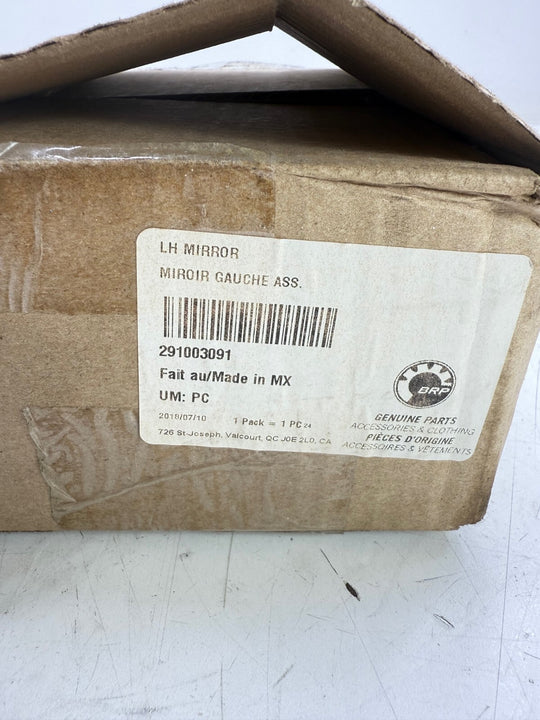 LH MIRROR
MIROIR GAUCHE ASS.
291003091
Fait au/Made in MX
UM: PC
2018/07/10 1 Pack = 1 PC 24
726 St-Joseph, Valcourt, QC J0E 2L0, CA
BRP
GENUINE PARTS
ACCESSORIES & CLOTHING
PIÈCES D'ORIGINE
ACCESSOIRES & VÊTEMENTS